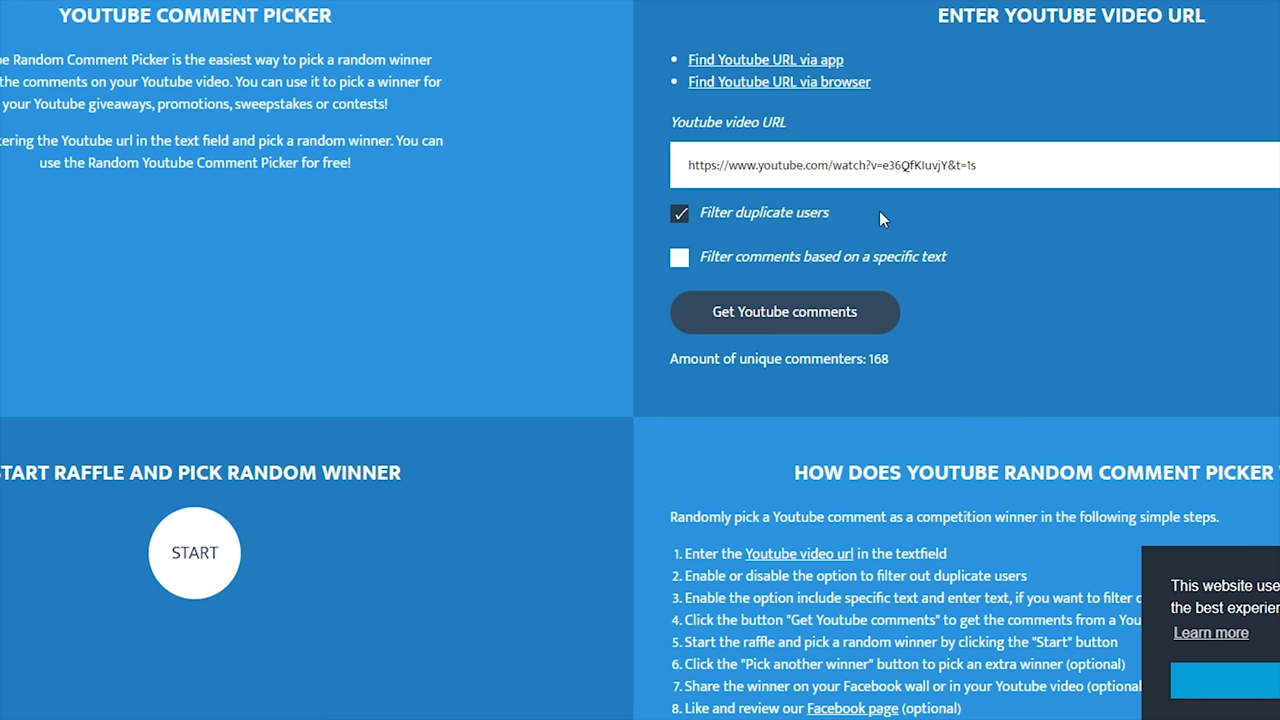 YOUTUBE COMMENT PICKER
Random Comment Picker is the easiest way to pick a random winner
the comments on your Youtube video. You can use it to pick a winner for
your Youtube giveaways, promotions, sweepstakes or contests!
the Youtube url in the text field and pick a random winner. You can
use the Random Youtube Comment Picker for free!
ENTER YOUTUBE VIDEO URL
Find Youtube URL via app
Find Youtube URL via browser
Youtube video URL
https://www.youtube.com/watch?v=e36QfKIuvjY&t=1s
Filter duplicate users
Filter comments based on a specific text
Get Youtube comments
Amount of unique commenters: 168
START RAFFLE AND PICK RANDOM WINNER
START
HOW DOES YOUTUBE RANDOM COMMENT PICKER
Randomly pick a Youtube comment as a competition winner in the following simple steps.
1. Enter the Youtube video url in the textfield
2. Enable or disable the option to filter out duplicate users
3. Enable the option include specific text and enter text, if you want to filter
4. Click the button "Get Youtube comments" to get the comments from a
5. Start the raffle and pick a random winner by clicking the "Start" button
6. Click the "Pick another winner" button to pick an extra winner (optional)
7. Share the winner on your Facebook wall or in your Youtube video (optional
8. Like and review our Facebook page (optional)
This website use
the best
Learn more